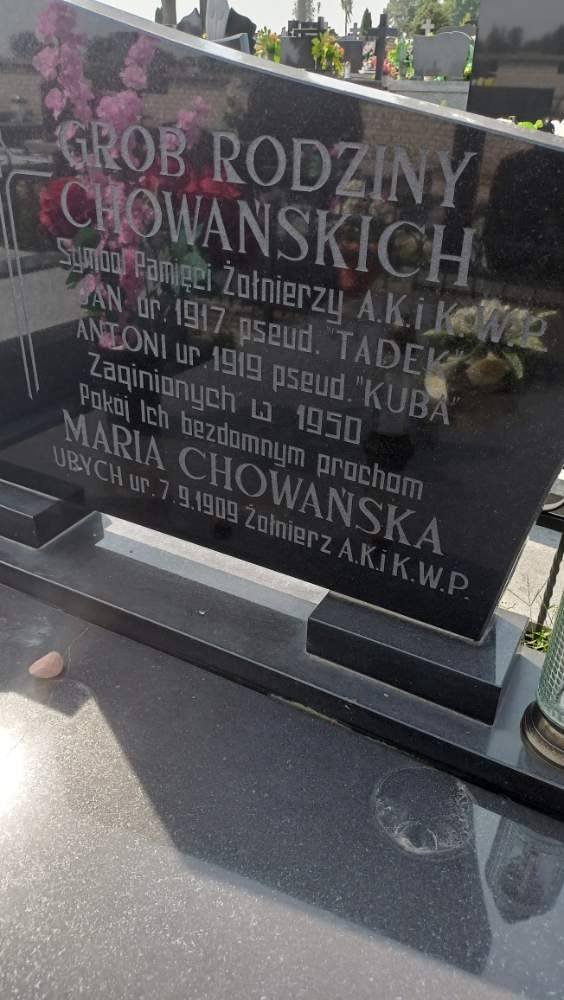 GRÓB RODZINY
CHOWAŃSKICH
Symbol Pamięci Żołnierzy A.K. i K.W.P.
JAN ur. 1917 pseud. "TADEK"
ANTONI ur 1919 pseud. "KUBA"
Zaginionych w 1950
Pokój Ich bezdomnym prochom
MARIA CHOWAŃSKA
UBYCH ur. 7.9.1909 Żołnierz A.K i K.W.P.